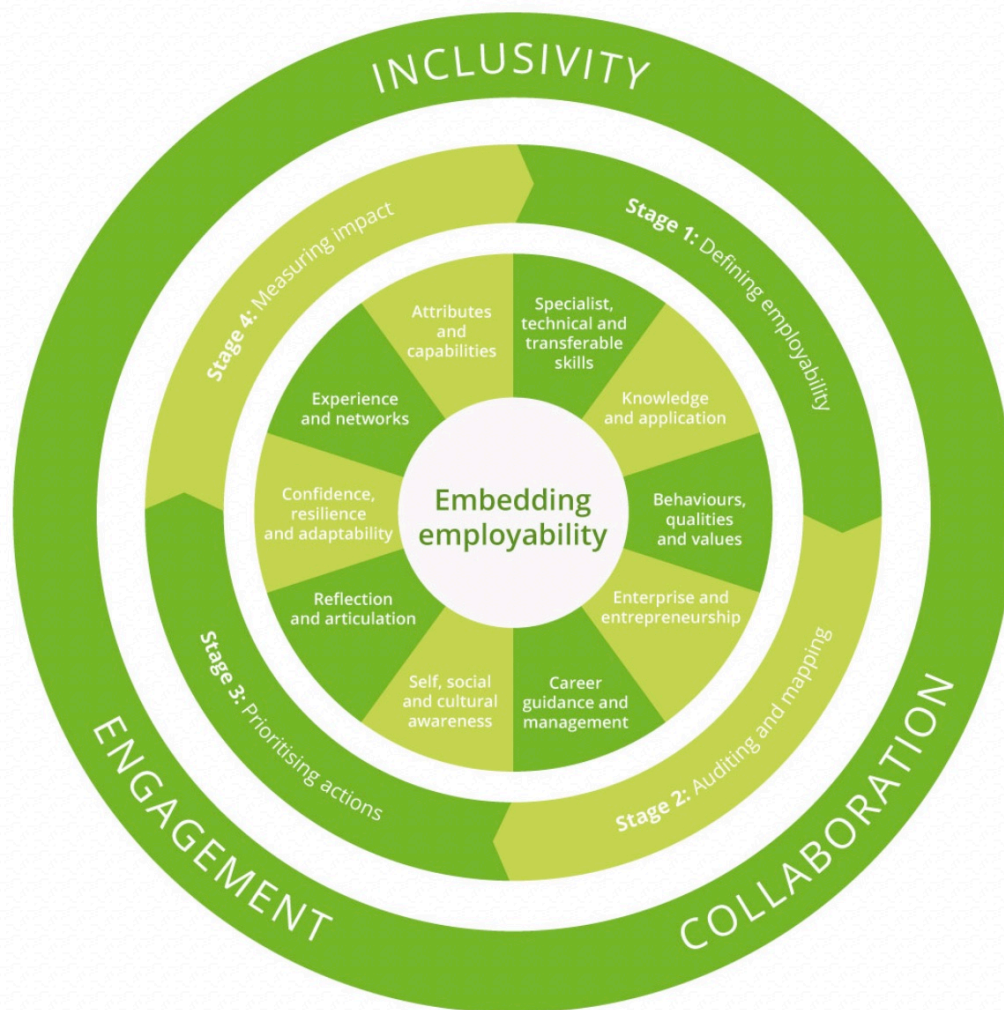 INCLUSIVITY
COLLABORATION
ENGAGEMENT
Stage 1: Defining employability
Stage 2: Auditing and mapping
Stage 3: Prioritising actions
Stage 4: Measuring impact
Specialist,
technical and
transferable
skills
Knowledge
and application
Behaviours,
qualities
and values
Enterprise and
entrepreneurship
Career
guidance and
management
Self, social
and cultural
awareness
Reflection
and articulation
Confidence,
resilience
and adaptability
Experience
and networks
Attributes
and
capabilities
Embedding
employability